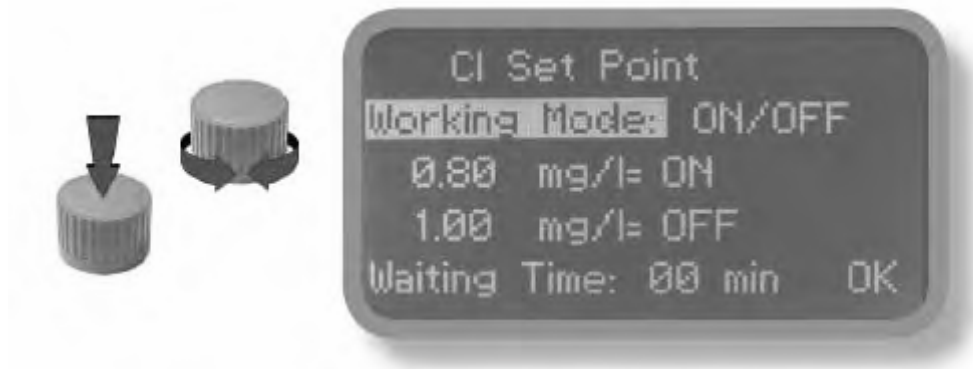 Cl Set Point
Working Mode: ON/OFF
0.80 mg/l= ON
1.00 mg/l= OFF
Waiting Time: 00 min OK